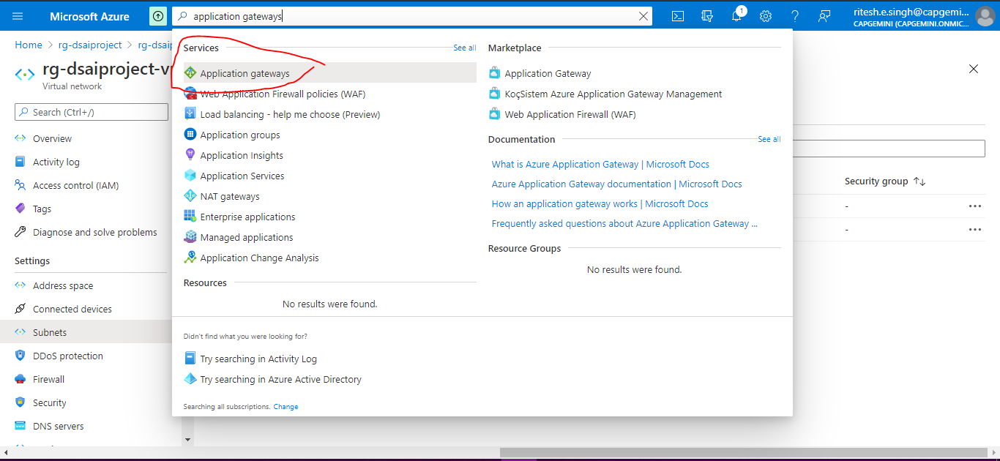 Microsoft Azure
application gateways
1
ritesh.e.singh@capgemini....
CAPGEMINI (CAPGEMINI.ONMIC...
Home > rg-dsaiproject > rg-dsaip
rg-dsaiproject-v
Virtual network
Search (Ctrl+/)
Overview
Activity log
Access control (IAM)
Tags
Diagnose and solve problems
Settings
Address space
Connected devices
Subnets
DDoS protection
Firewall
Security
DNS servers
Services
See all
Application gateways
Web Application Firewall policies (WAF)
Load balancing - help me choose (Preview)
Application groups
Application Insights
Application Services
NAT gateways
Enterprise applications
Managed applications
Application Change Analysis
Resources
No results were found.
Marketplace
Application Gateway
KoçSistem Azure Application Gateway Management
Web Application Firewall (WAF)
Documentation
See all
What is Azure Application Gateway | Microsoft Docs
Azure Application Gateway documentation | Microsoft Docs
How an application gateway works | Microsoft Docs
Frequently asked questions about Azure Application Gateway ...
Resource Groups
No results were found.
Didn't find what you were looking for?
Try searching in Activity Log
Try searching in Azure Active Directory
Searching all subscriptions. Change
Security group ↑↓
-
-